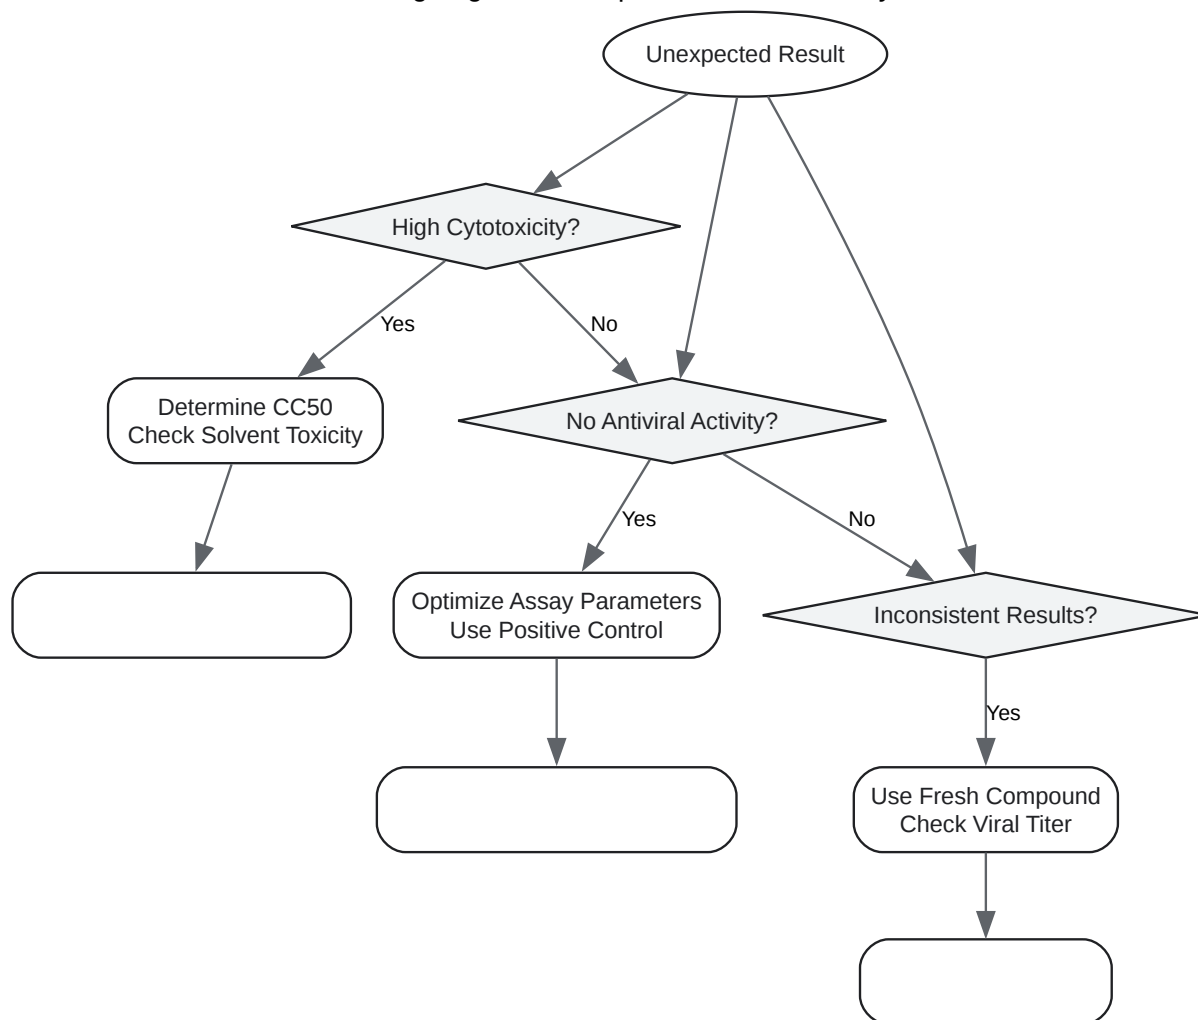 Unexpected Result
High Cytotoxicity?
Yes
No
Determine CC50
Check Solvent Toxicity
No Antiviral Activity?
Yes
No
Optimize Assay Parameters
Use Positive Control
Inconsistent Results?
Yes
Use Fresh Compound
Check Viral Titer